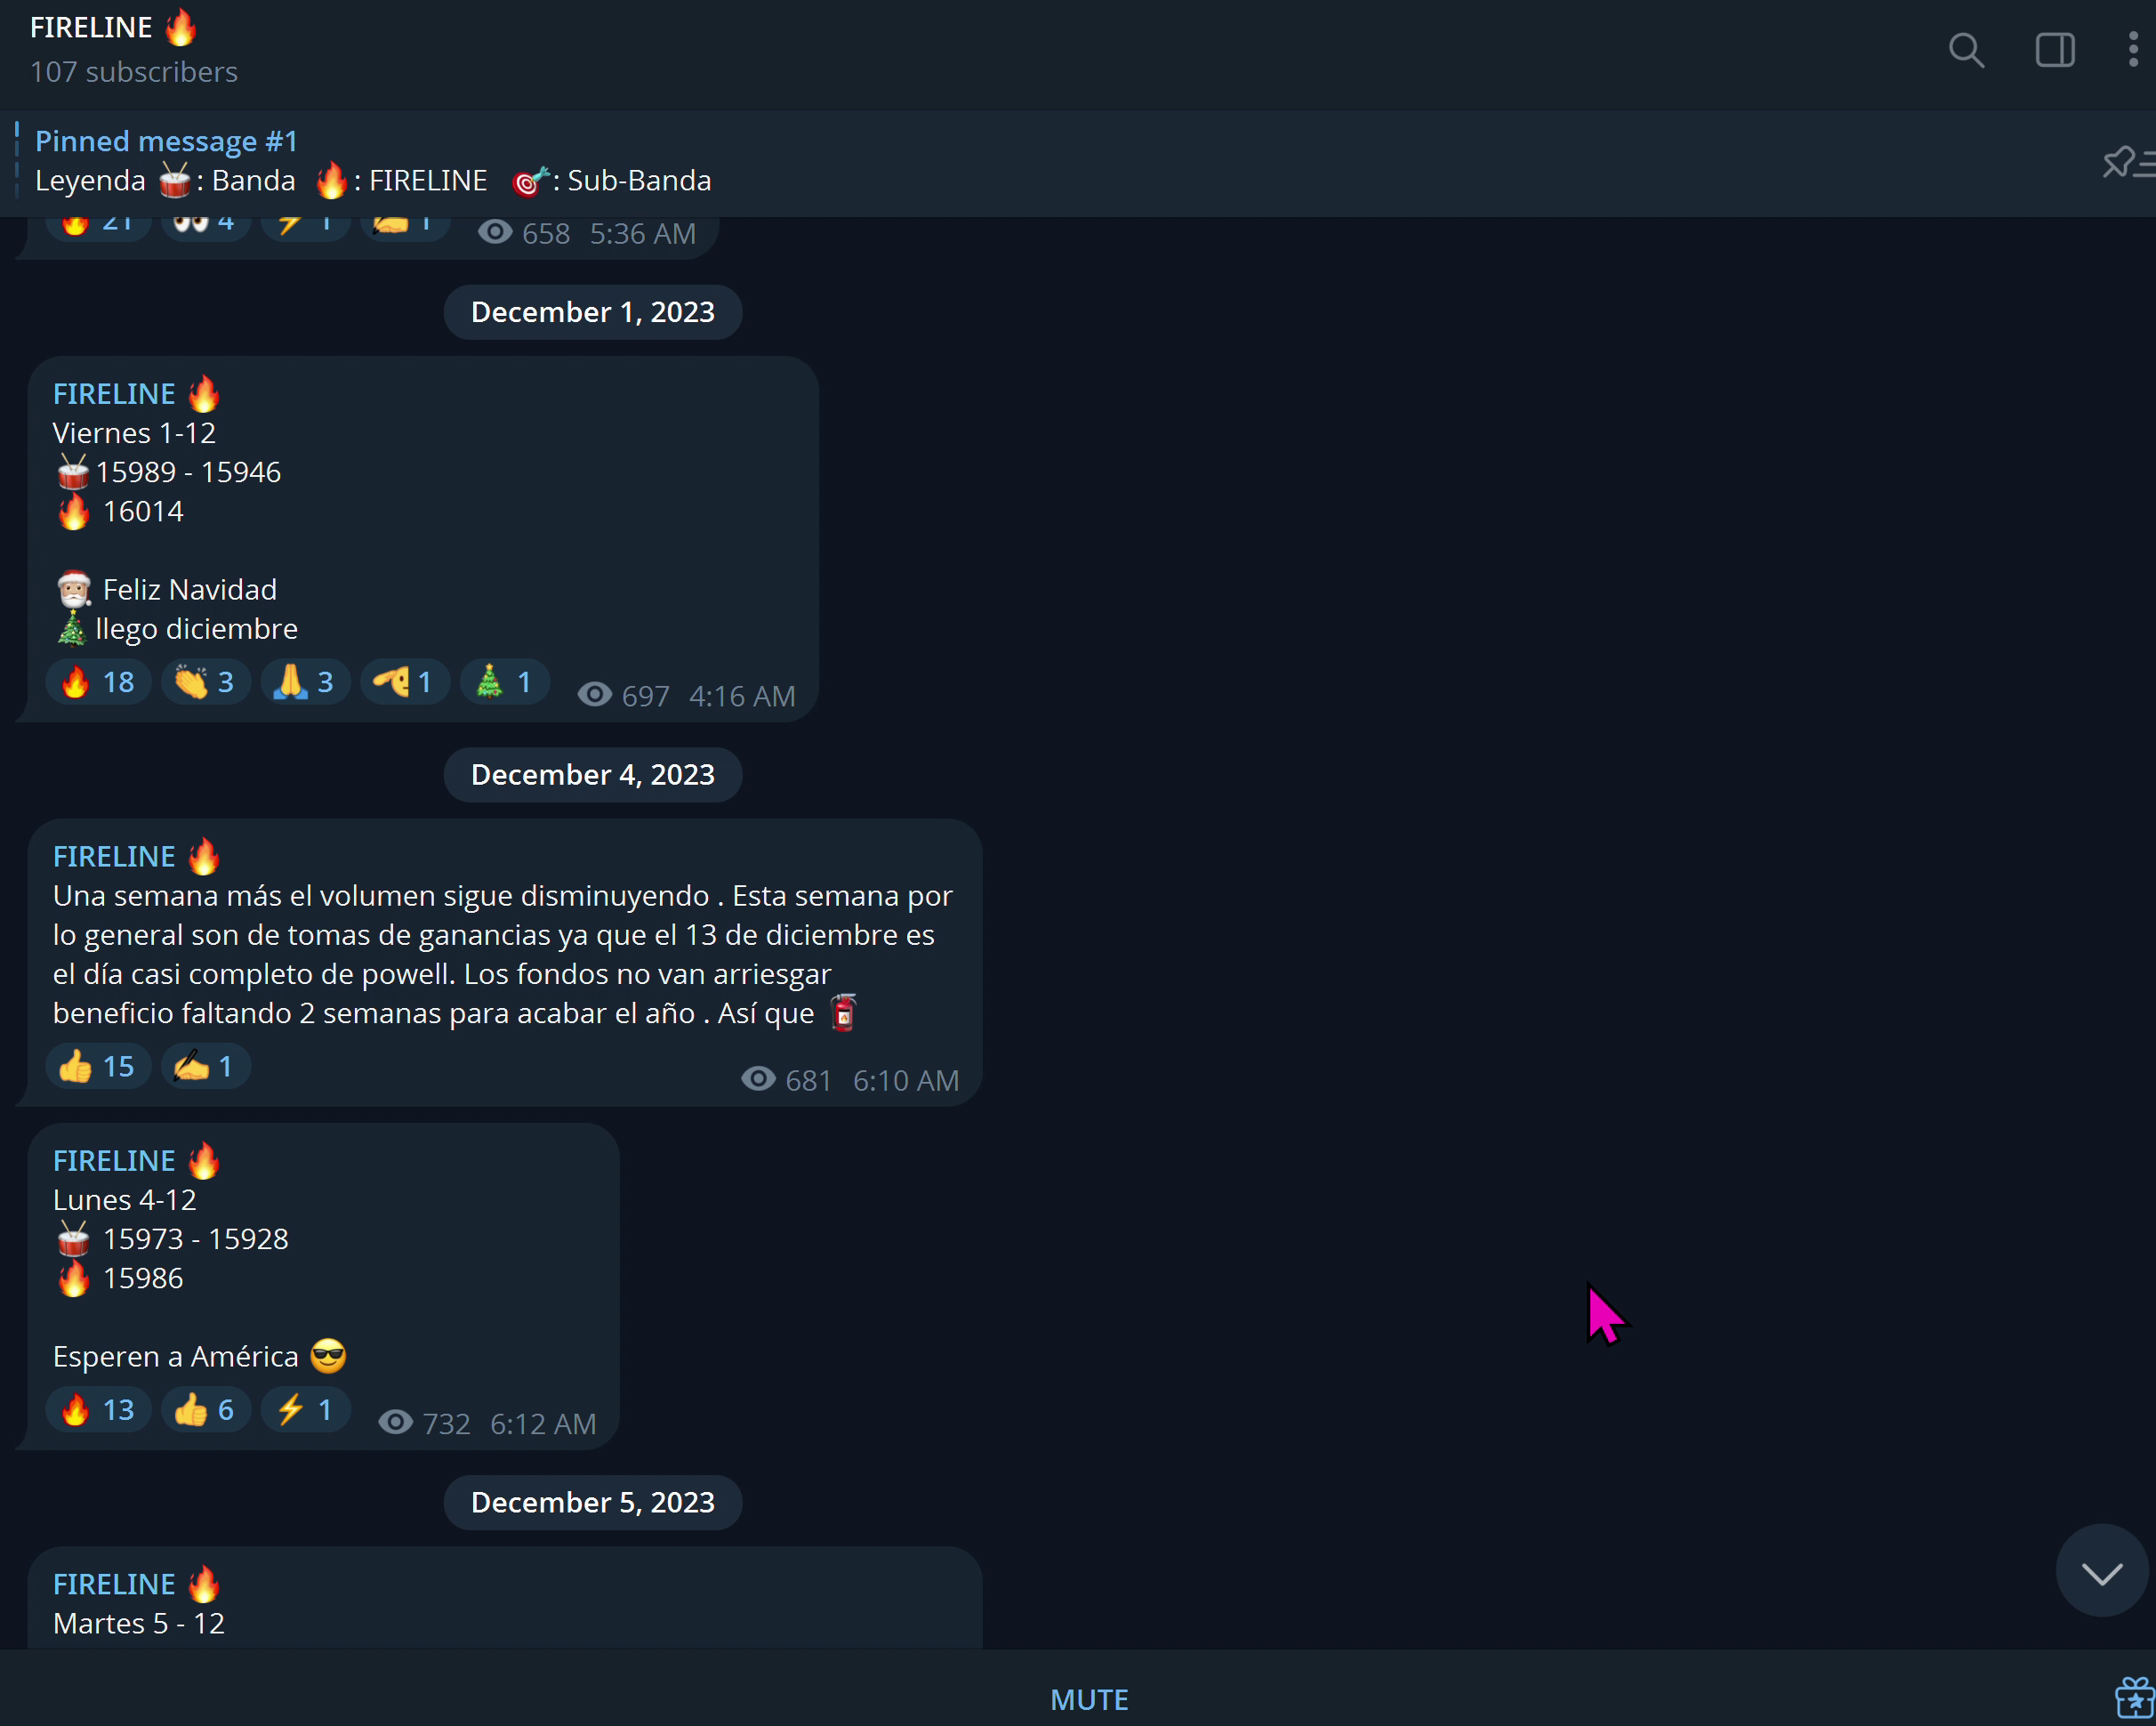 FIRELINE 🔥
107 subscribers
Pinned message #1
Leyenda 🥁: Banda 🔥: FIRELINE 🎯: Sub-Banda
🔥 21 👀 4 ⚡ 1 ✍ 1 658 5:36 AM
December 1, 2023
FIRELINE 🔥
Viernes 1-12
🥁15989 - 15946
🔥 16014
🎅🏼 Feliz Navidad
🎄llego diciembre
🔥 18 👏 3 🙏 3 🫡 1 🎄 1 697 4:16 AM
December 4, 2023
FIRELINE 🔥
Una semana más el volumen sigue disminuyendo . Esta semana por
lo general son de tomas de ganancias ya que el 13 de diciembre es
el día casi completo de powell. Los fondos no van arriesgar
beneficio faltando 2 semanas para acabar el año . Así que 🧯
👍 15 ✍ 1 681 6:10 AM
FIRELINE 🔥
Lunes 4-12
🥁 15973 - 15928
🔥 15986
Esperen a América 😎
🔥 13 👍 6 ⚡ 1 732 6:12 AM
December 5, 2023
FIRELINE 🔥
Martes 5 - 12
MUTE